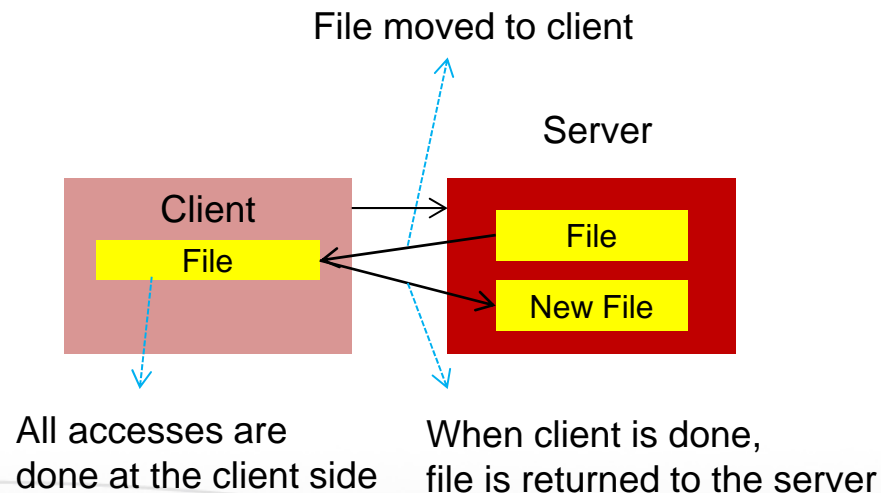 File moved to client
Server
Client
File
File
New File
All accesses are
done at the client side
When client is done,
file is returned to the server